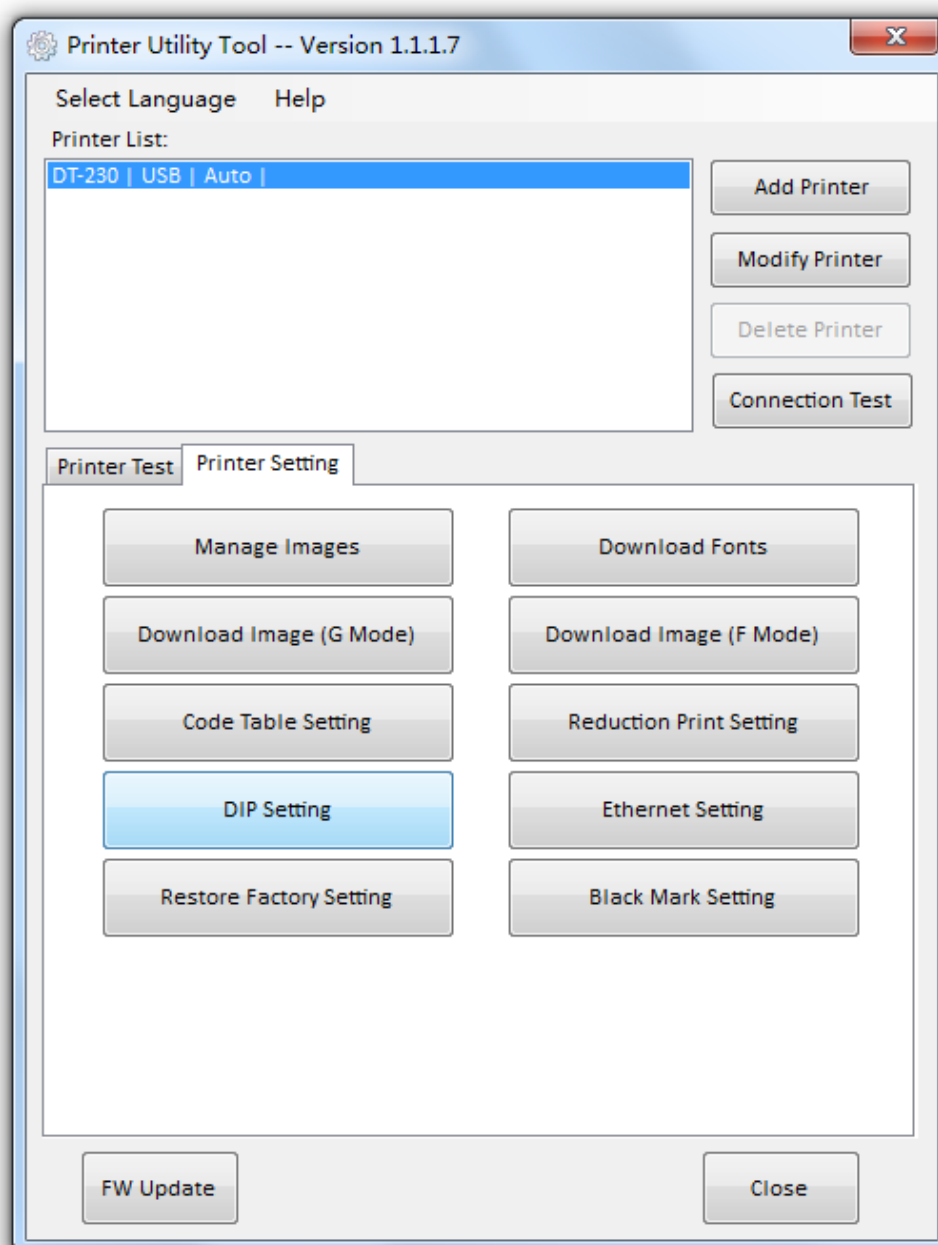 Printer Utility Tool -- Version 1.1.1.7
Select Language Help
Printer List:
DT-230 | USB | Auto |
Add Printer
Modify Printer
Delete Printer
Connection Test
Printer Test Printer Setting
Manage Images Download Fonts
Download Image (G Mode) Download Image (F Mode)
Code Table Setting Reduction Print Setting
DIP Setting Ethernet Setting
Restore Factory Setting Black Mark Setting
FW Update Close